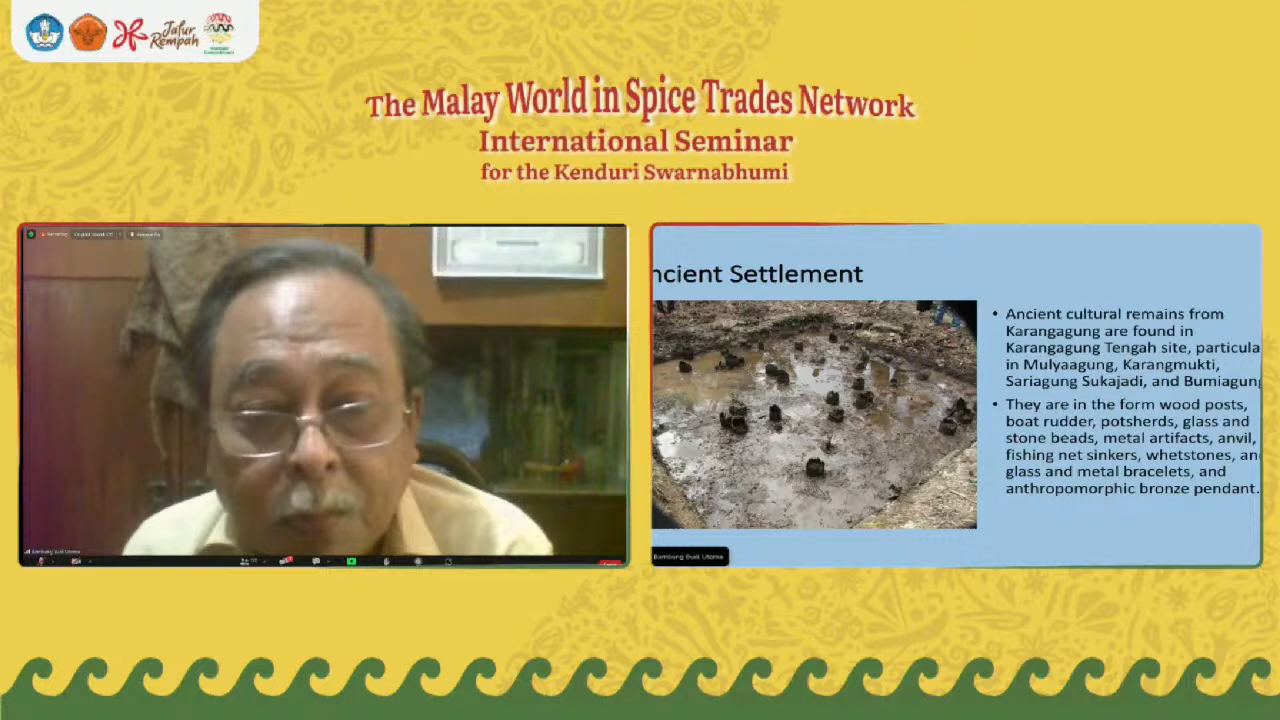 Jalur
Rempah
The Malay World in Spice Trades Network
International Seminar
for the Kenduri Swarnabhumi
ncient Settlement
• Ancient cultural remains from
Karangagung are found in
Karangagung Tengah site, particula
in Mulyaagung, Karangmukti,
Sariagung Sukajadi, and Bumiagung
• They are in the form wood posts,
boat rudder, potsherds, glass and
stone beads, metal artifacts, anvil,
fishing net sinkers, whetstones, an
glass and metal bracelets, and
anthropomorphic bronze pendant.
Bambang Budi Utomo
Bambang Budi Utomo